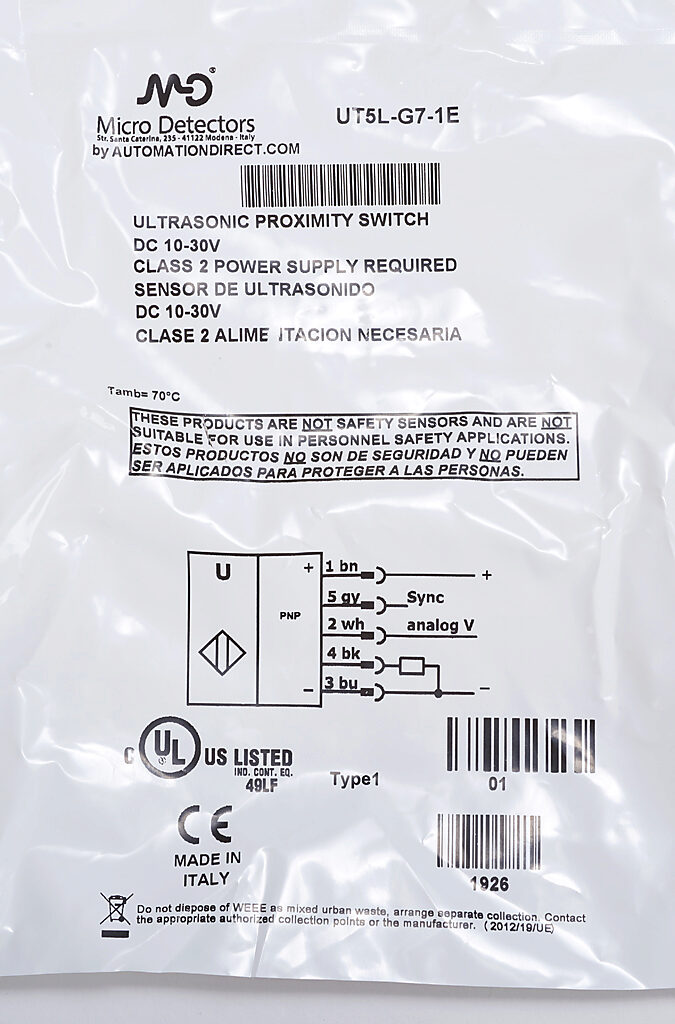 MD®
UT5L-G7-1E
Micro Detectors
Str. Santa Caterina, 235 - 41122 Modena - Italy
by AUTOMATIONDIRECT.COM
ULTRASONIC PROXIMITY SWITCH
DC 10-30V
CLASS 2 POWER SUPPLY REQUIRED
SENSOR DE ULTRASONIDO
DC 10-30V
CLASE 2 ALIME ITACION NECESARIA
Tamb= 70°C
THESE PRODUCTS ARE NOT SAFETY SENSORS AND ARE NOT
SUITABLE FOR USE IN PERSONNEL SAFETY APPLICATIONS.
ESTOS PRODUCTOS NO SON DE SEGURIDAD Y NO PUEDEN
SER APLICADOS PARA PROTEGER A LAS PERSONAS.
U
PNP
+ 1 bn +
5 gy Sync
2 wh analog V
4 bk
− 3 bu −
C UL US LISTED
IND. CONT. EQ.
49LF
Type1
01
CE
MADE IN
ITALY
1926
Do not dispose of WEEE as mixed urban waste, arrange separate collection. Contact
the appropriate authorized collection points or the manufacturer. (2012/19/UE)